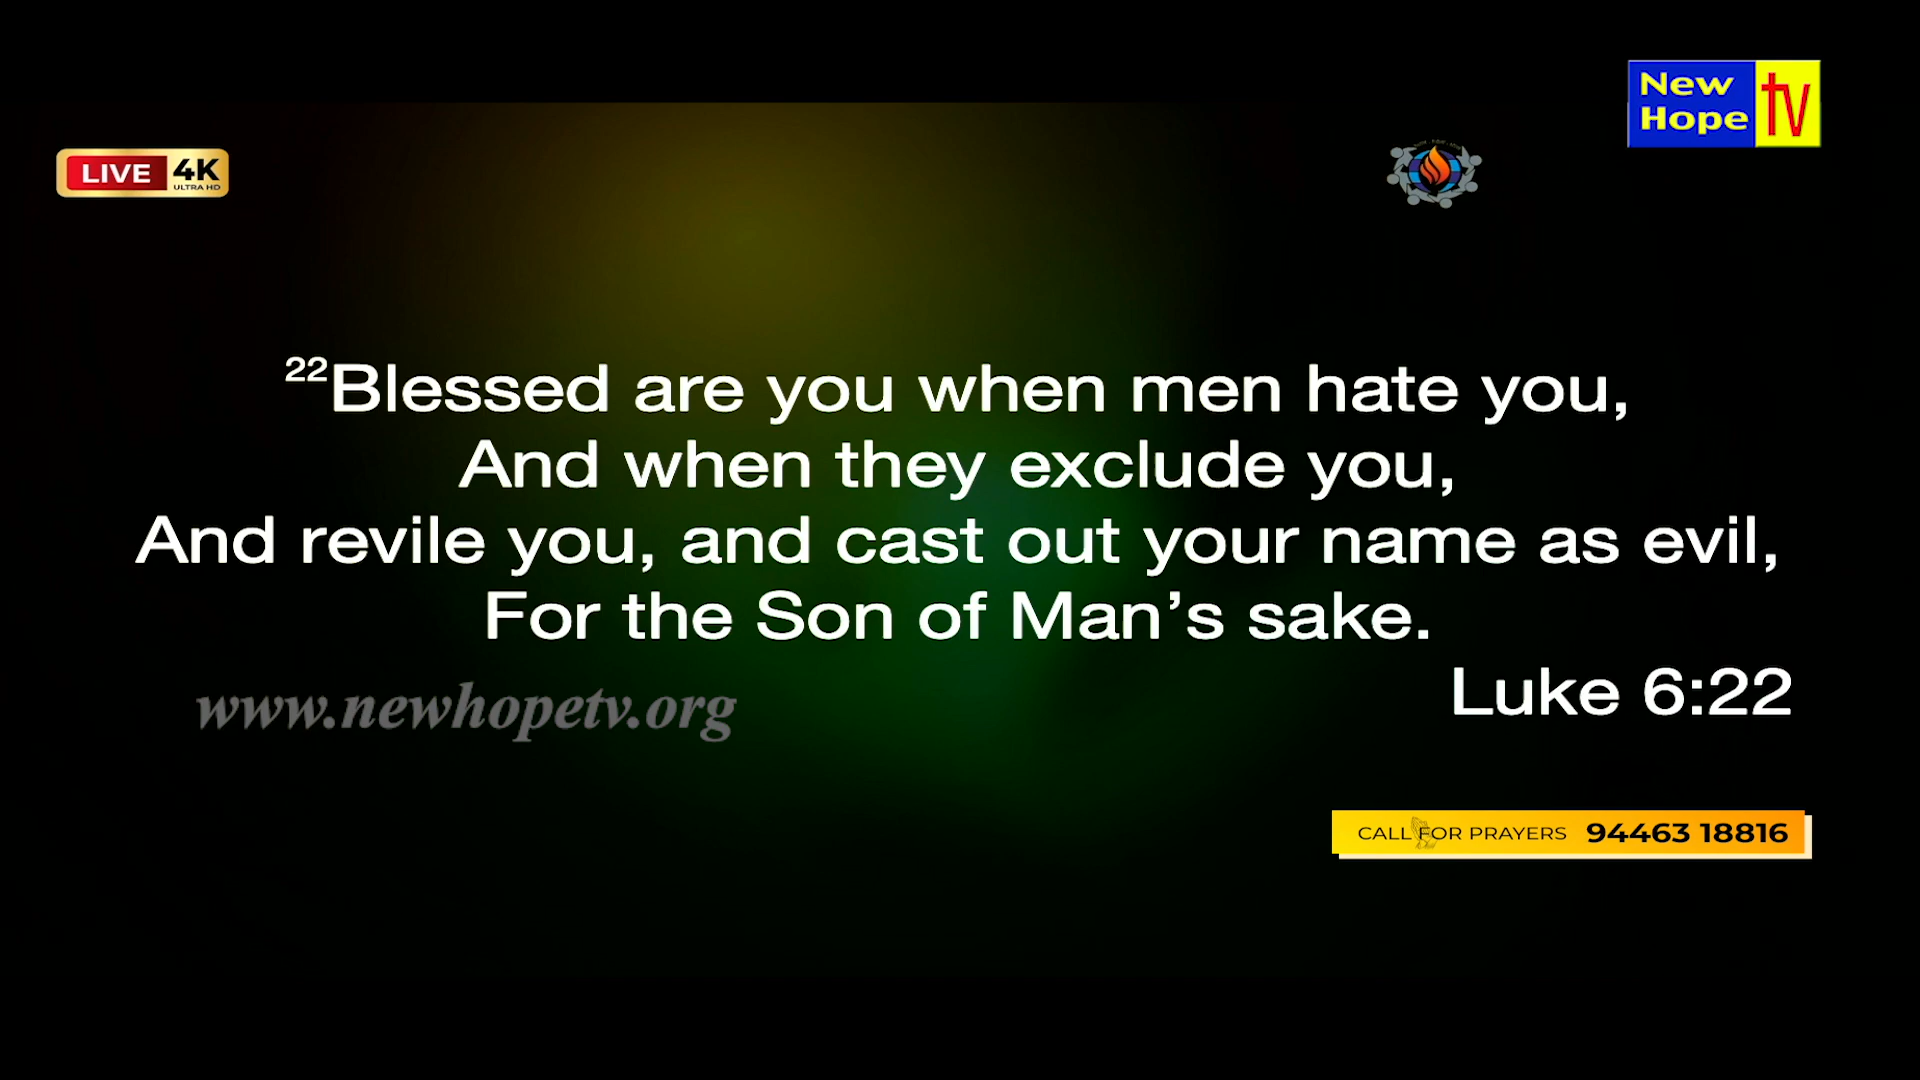 New
Hope
tv
LIVE 4K
ULTRA HD
22Blessed are you when men hate you,
And when they exclude you,
And revile you, and cast out your name as evil,
For the Son of Man’s sake.
Luke 6:22
www.newhopetv.org
CALL FOR PRAYERS 94463 18816